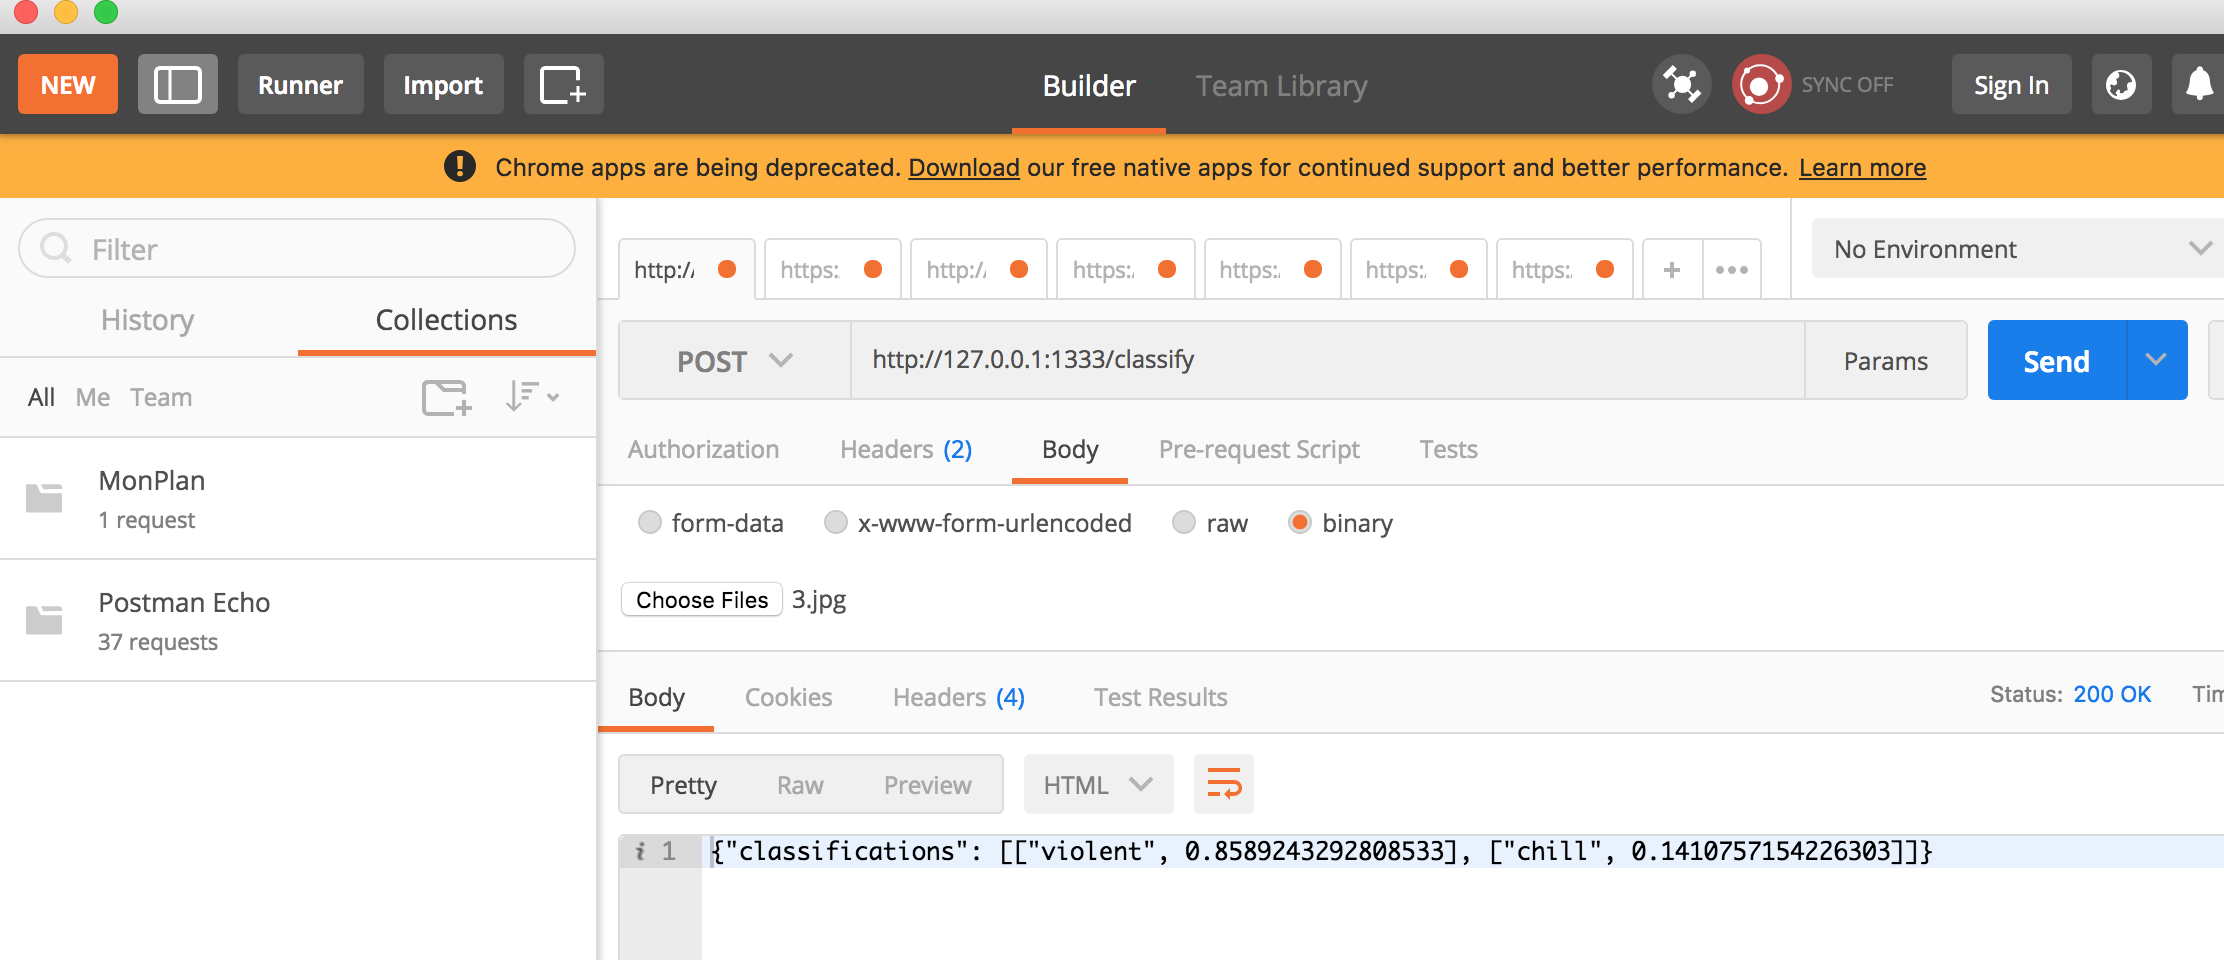 NEW Runner Import Builder Team Library SYNC OFF Sign In
! Chrome apps are being deprecated. Download our free native apps for continued support and better performance. Learn more
Filter
History Collections
All Me Team
MonPlan
1 request
Postman Echo
37 requests
http:/ https: http:/ https:/ https:/ https: https: + ••• No Environment
POST http://127.0.0.1:1333/classify Params Send
Authorization Headers (2) Body Pre-request Script Tests
form-data x-www-form-urlencoded raw binary
Choose Files 3.jpg
Body Cookies Headers (4) Test Results Status: 200 OK
Pretty Raw Preview HTML
i 1 {"classifications": [["violent", 0.8589243292808533], ["chill", 0.1410757154226303]]}